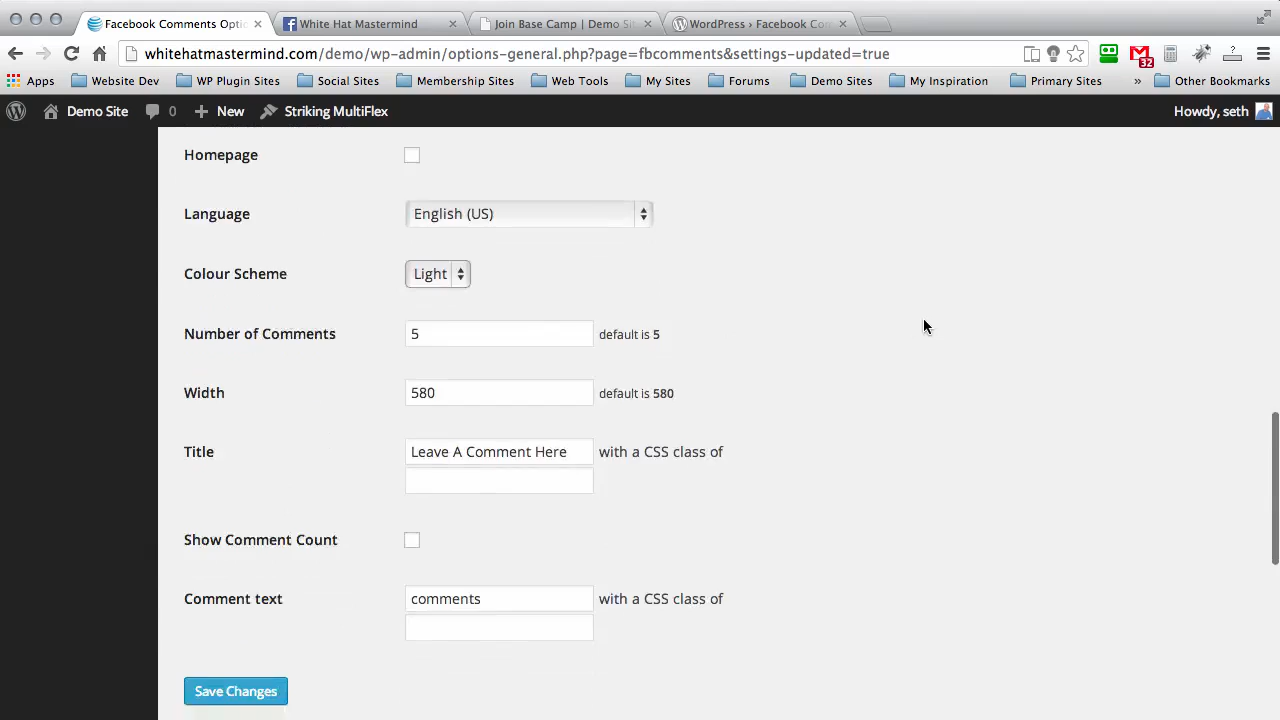 Facebook Comments Opti
White Hat Mastermind
Join Base Camp | Demo Si
WordPress › Facebook Co
whitehatmastermind.com/demo/wp-admin/options-general.php?page=fbcomments&settings-updated=true
32
Apps
Website Dev
WP Plugin Sites
Social Sites
Membership Sites
Web Tools
My Sites
Forums
Demo Sites
My Inspiration
Primary Sites
»
Other Bookmarks
Demo Site
0
New
Striking MultiFlex
Howdy, seth
Homepage
Language
English (US)
Colour Scheme
Light
Number of Comments
5
default is 5
Width
580
default is 580
Title
Leave A Comment Here
with a CSS class of
Show Comment Count
Comment text
comments
with a CSS class of
Save Changes